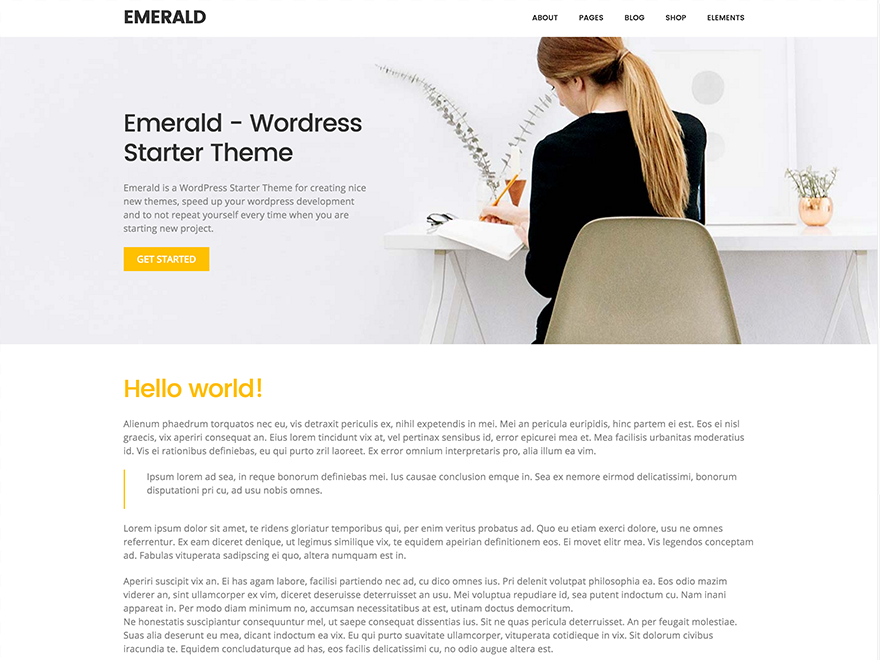 EMERALD
ABOUT PAGES BLOG SHOP ELEMENTS
Emerald - Wordress
Starter Theme
Emerald is a WordPress Starter Theme for creating nice
new themes, speed up your wordpress development
and to not repeat yourself every time when you are
starting new project.
GET STARTED
Hello world!
Alienum phaedrum torquatos nec eu, vis detraxit periculis ex, nihil expetendis in mei. Mei an pericula euripidis, hinc partem ei est. Eos ei nisl
graecis, vix aperiri consequat an. Eius lorem tincidunt vix at, vel pertinax sensibus id, error epicurei mea et. Mea facilisis urbanitas moderatius
id. Vis ei rationibus definiebas, eu qui purto zril laoreet. Ex error omnium interpretaris pro, alia illum ea vim.
Ipsum lorem ad sea, in reque bonorum definiebas mei. Ius causae conclusion emque in. Sea ex nemore eirmod delicatissimi, bonorum
disputationi pri cu, ad usu nobis omnes.
Lorem ipsum dolor sit amet, te ridens gloriatur temporibus qui, per enim veritus probatus ad. Quo eu etiam exerci dolore, usu ne omnes
referrentur. Ex eam diceret denique, ut legimus similique vix, te equidem apeirian definitionem eos. Ei movet elitr mea. Vis legendos conceptam
ad. Fabulas vituperata sadipscing ei quo, altera numquam est in.
Aperiri suscipit vix an. Ei has agam labore, facilisi partiendo nec ad, cu dico omnes ius. Pri delenit volutpat philosophia ea. Eos odio mazim
viderer an, sint ullamcorper ex vim, diceret deseruisse deterruisset an usu. Mei voluptua repudiare id, sea putent indoctum cu. Nam inani
appareat in. Per modo diam minimum no, accumsan necessitatibus at est, utinam doctus democritum.
Ne honestatis suscipiantur consequuntur mel, ut saepe consequat dissentias ius. Sit ne quas pericula deterruisset. An per feugait molestiae.
Suas alia deserunt eu mea, dicant indoctum ea vix. Eu qui purto suavitate ullamcorper, vituperata cotidieque in vix. Sit dolorum civibus
iracundia te. Equidem concludaturque ad has, eos facilis delicatissimi cu, no odio augue altera est.